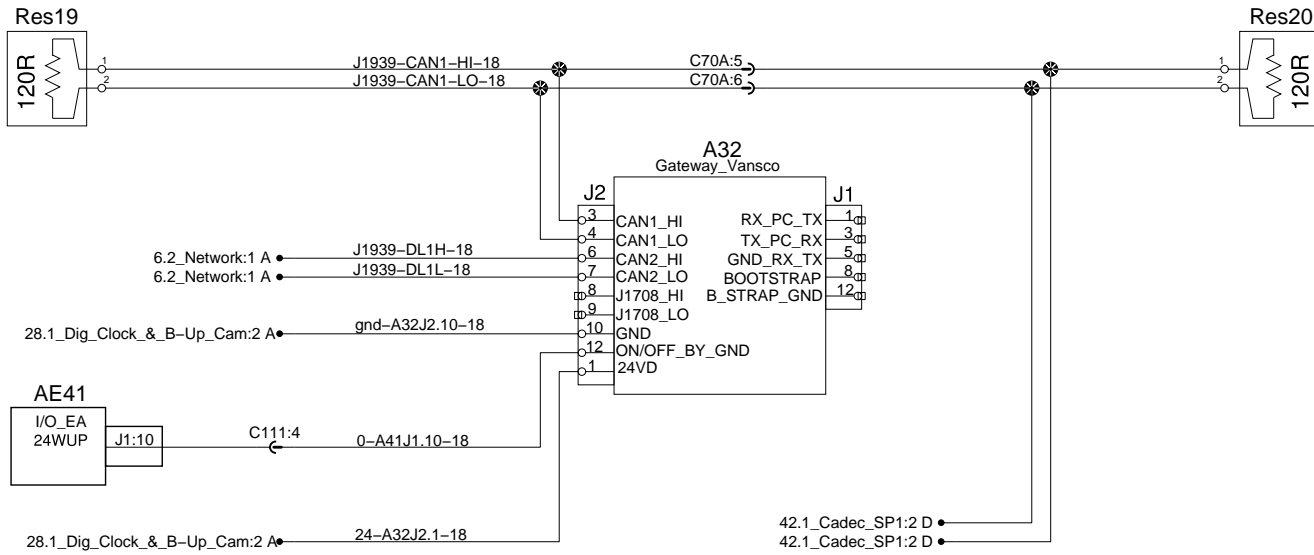 Res19
Res20
120R
1
2
J1939-CAN1-HI-18
J1939-CAN1-LO-18
C70A:5
C70A:6
1
2
120R
A32
Gateway_Vansco
J2
J1
3 CAN1_HI
4 CAN1_LO
6 CAN2_HI
7 CAN2_LO
8 J1708_HI
9 J1708_LO
10 GND
12 ON/OFF_BY_GND
1 24VD
RX_PC_TX 1
TX_PC_RX 3
GND_RX_TX 5
BOOTSTRAP 8
B_STRAP_GND 12
6.2_Network:1 A
J1939-DL1H-18
6.2_Network:1 A
J1939-DL1L-18
28.1_Dig_Clock_&_B-Up_Cam:2 A
gnd-A32J2.10-18
AE41
I/O_EA
24WUP
J1:10
C111:4
0-A41J1.10-18
28.1_Dig_Clock_&_B-Up_Cam:2 A
24-A32J2.1-18
42.1_Cadec_SP1:2 D
42.1_Cadec_SP1:2 D